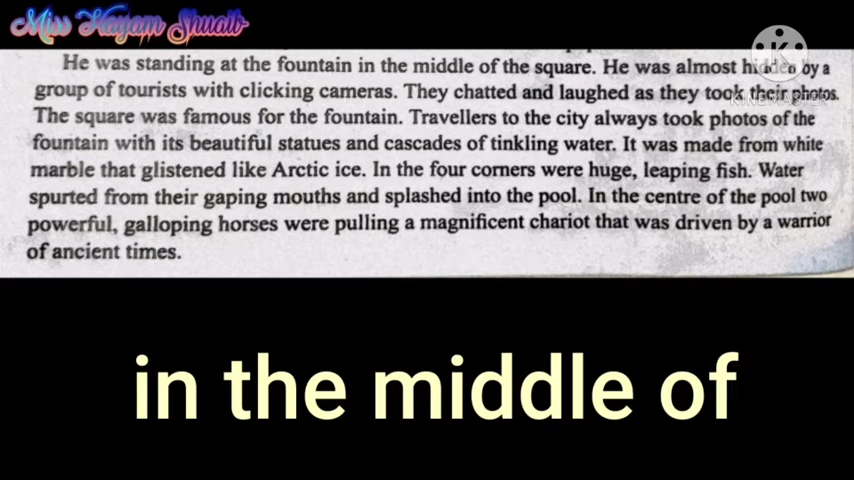 Miss Hayam Shuaib
He was standing at the fountain in the middle of the square. He was almost hidden by a
group of tourists with clicking cameras. They chatted and laughed as they took their photos.
The square was famous for the fountain. Travellers to the city always took photos of the
fountain with its beautiful statues and cascades of tinkling water. It was made from white
marble that glistened like Arctic ice. In the four corners were huge, leaping fish. Water
spurted from their gaping mouths and splashed into the pool. In the centre of the pool two
powerful, galloping horses were pulling a magnificent chariot that was driven by a warrior
of ancient times.
KINEMASTER
in the middle of